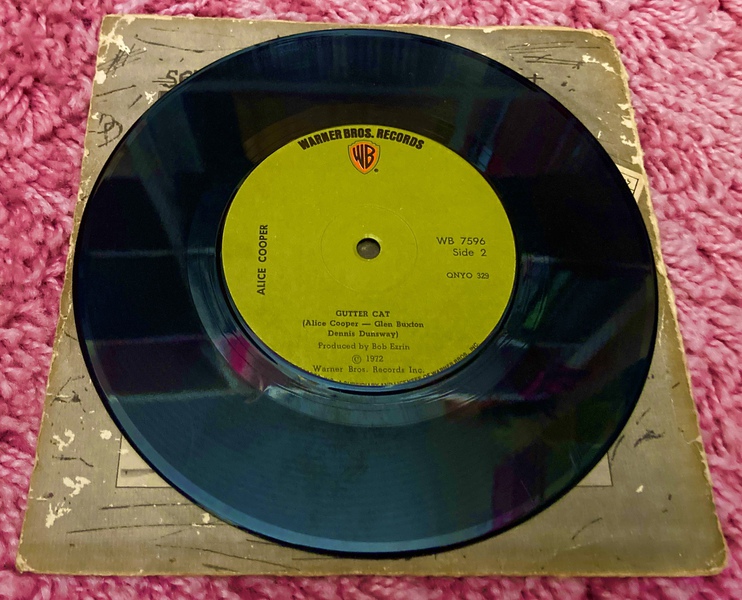 WARNER BROS. RECORDS
WB
ALICE COOPER
WB 7596
Side 2
QNYO 329
GUTTER CAT
(Alice Cooper — Glen Buxton
Dennis Dunsway)
Produced by Bob Ezrin
© 1972
Warner Bros. Records Inc.